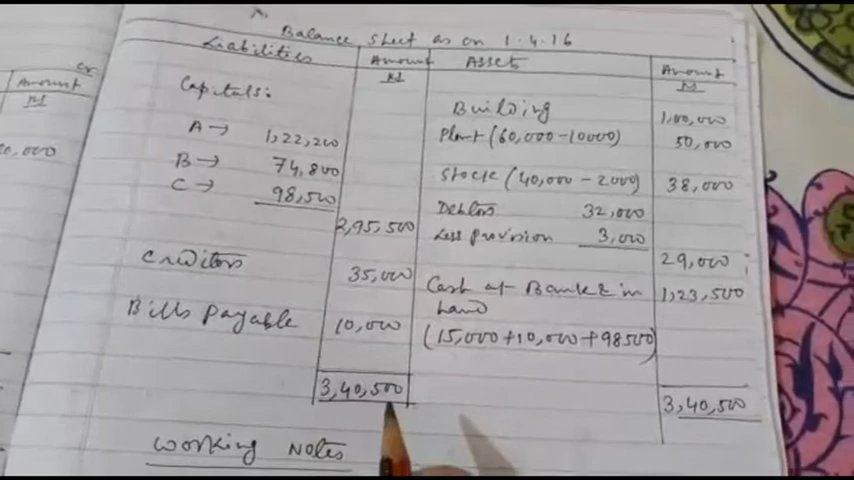 Balance Sheet as on 1.4.16
Liabilities Amount Assets Amount
Capitals:
Building 1,00,000
A → 1,22,200 Plant (60,000-10000) 50,000
B → 74,800 Stock (40,000-2000) 38,000
C → 98,500 Debtors 32,000
2,95,500 Less provision 3,000
29,000
Creditors 35,000 Cash at Bank & in 1,23,500
Hand
Bills Payable 10,000 (15,000+10,000+98500)
3,40,500 3,40,500
Working Notes
cr
Amount